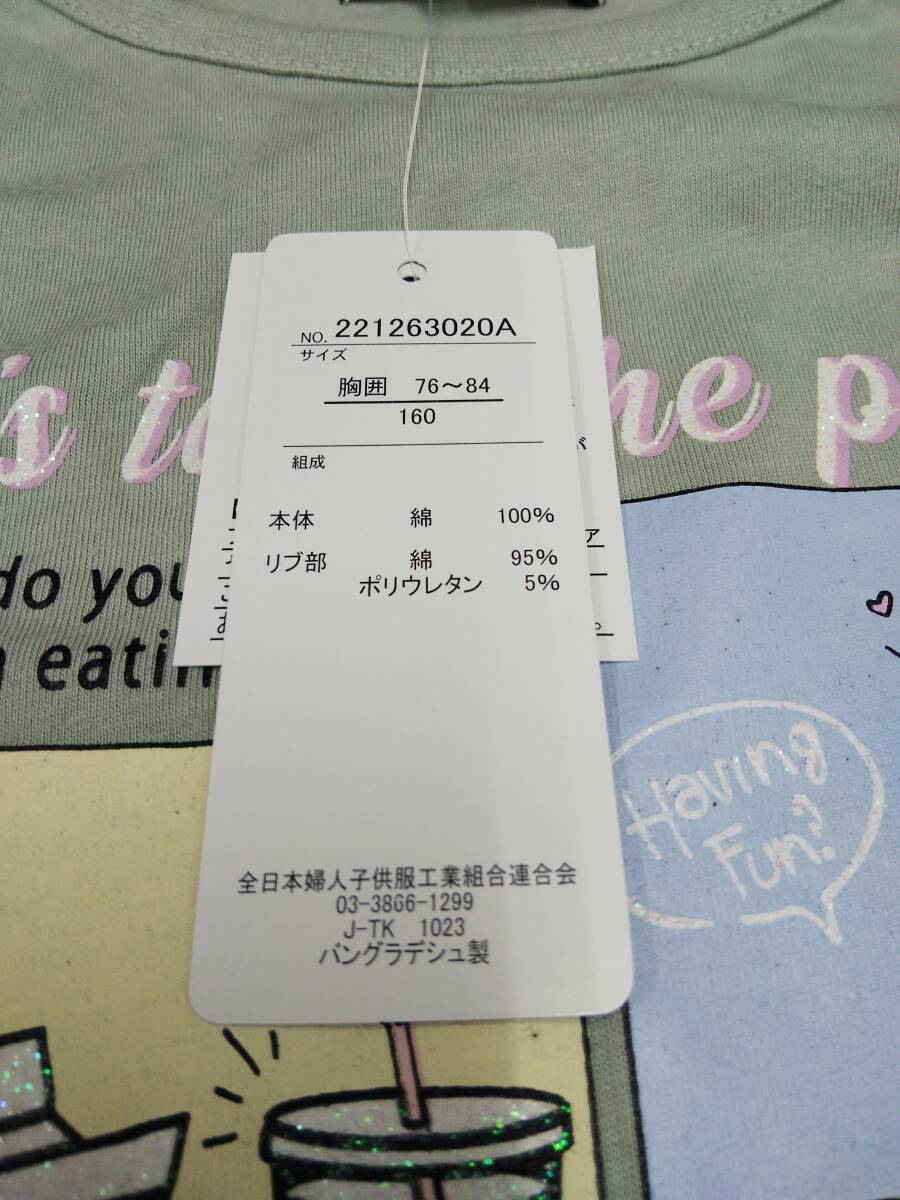 NO. 221263020A
サイズ
胸囲 76～84
160
組成
本体 綿 100%
リブ部 綿 95%
ポリウレタン 5%
全日本婦人子供服工業組合連合会
03-3866-1299
J-TK 1023
バングラデシュ製
's t
he p
do you
eatin
Having
Fun?